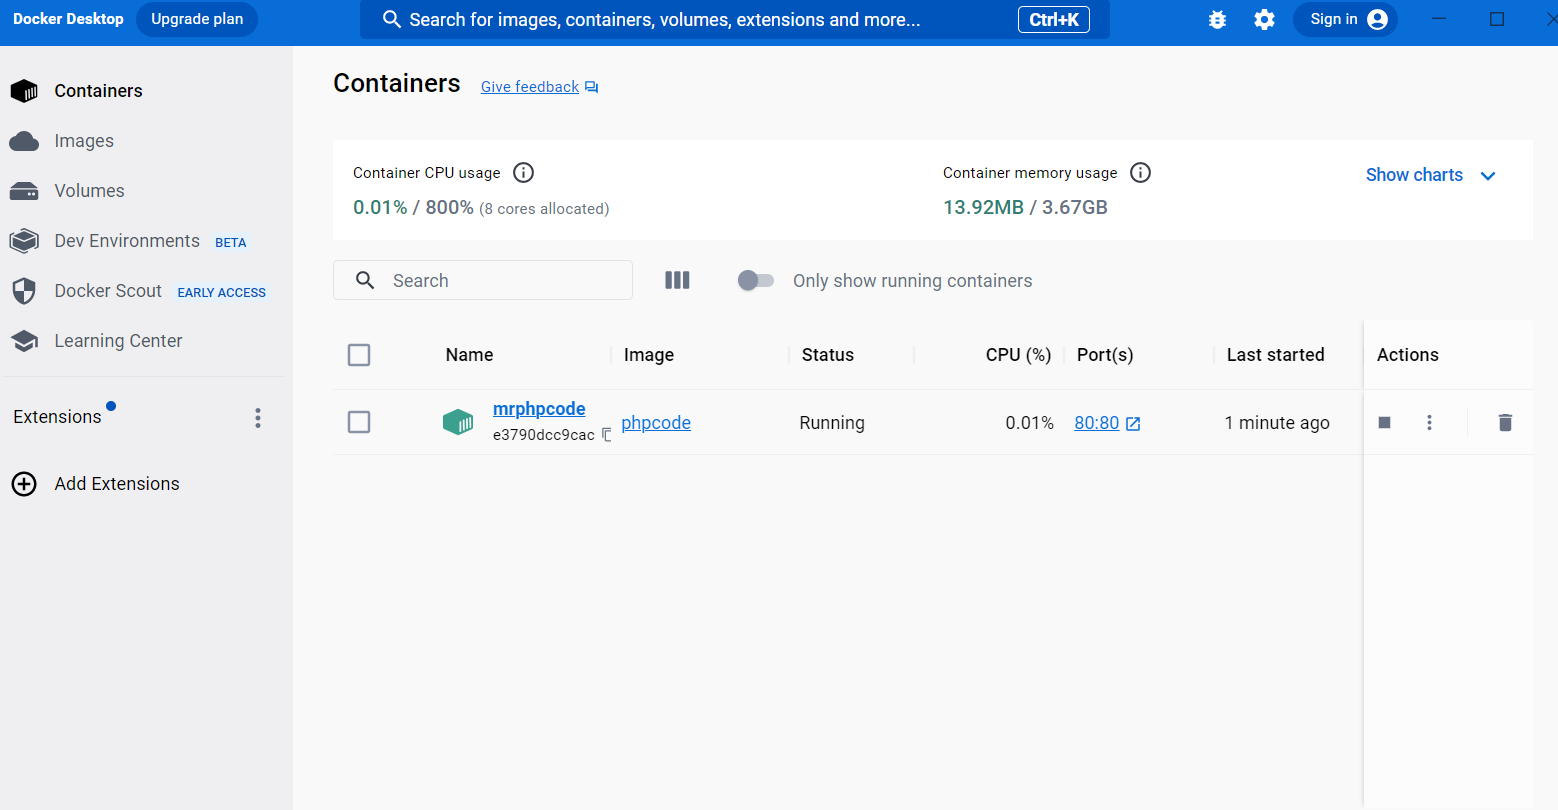 Docker Desktop Upgrade plan Search for images, containers, volumes, extensions and more... Ctrl+K Sign in
Containers
Images
Volumes
Dev Environments BETA
Docker Scout EARLY ACCESS
Learning Center
Extensions
Add Extensions
Containers Give feedback
Container CPU usage
0.01% / 800% (8 cores allocated)
Container memory usage
13.92MB / 3.67GB
Show charts
Search
Only show running containers
Name Image Status CPU (%) Port(s) Last started Actions
mrphpcode
e3790dcc9cac
phpcode Running 0.01% 80:80 1 minute ago